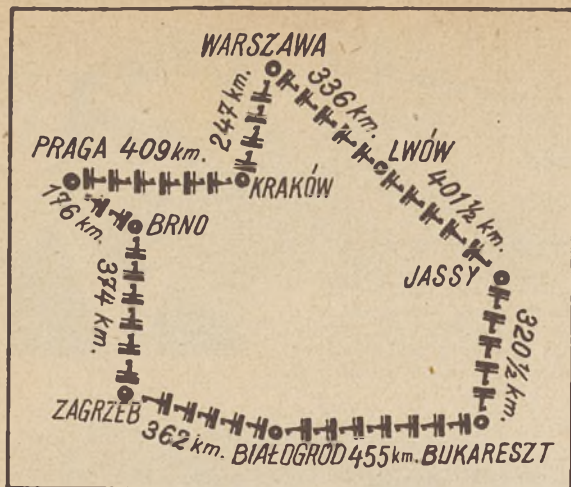 WARSZAWA
336 km.
247 km.
LWÓW
PRAGA 409 km.
KRAKÓW
401½ km.
176 km.
BRNO
JASSY
374 km.
320½ km.
ZAGRZEB
362 km.
BIAŁOGRÓD 455 km. BUKARESZT